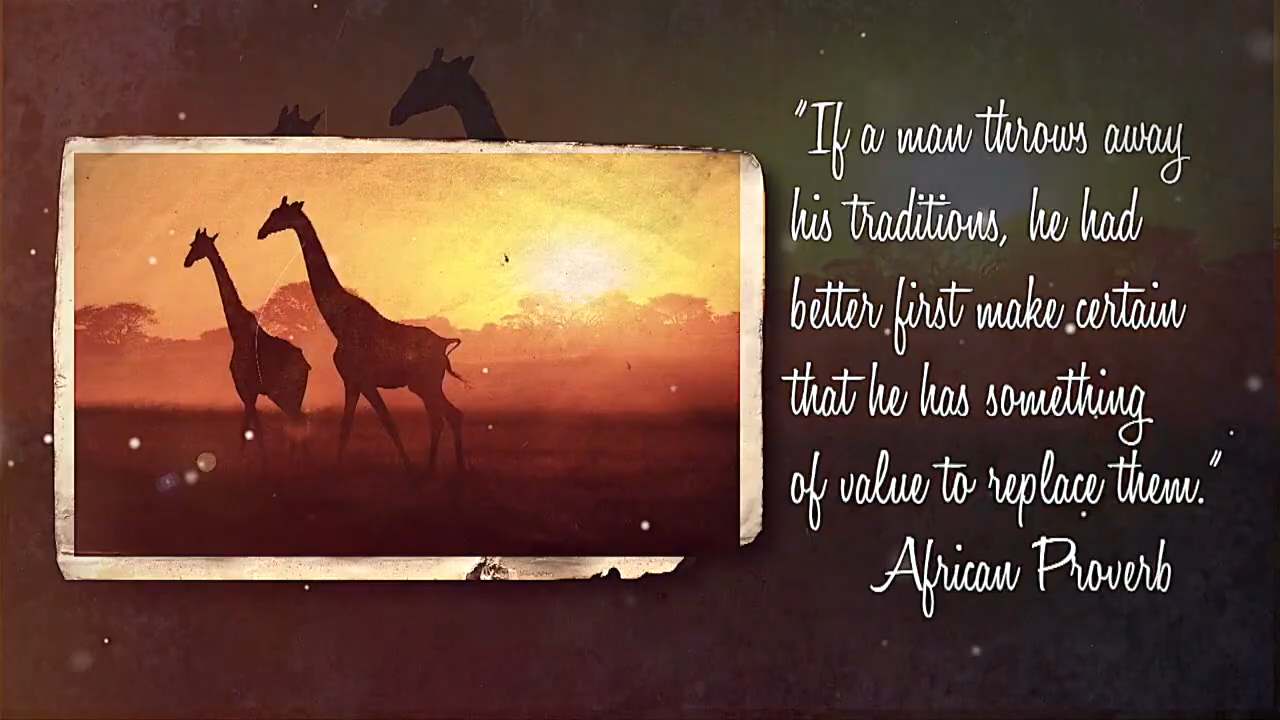 "If a man throws away
his traditions, he had
better first make certain
that he has something
of value to replace them."
African Proverb